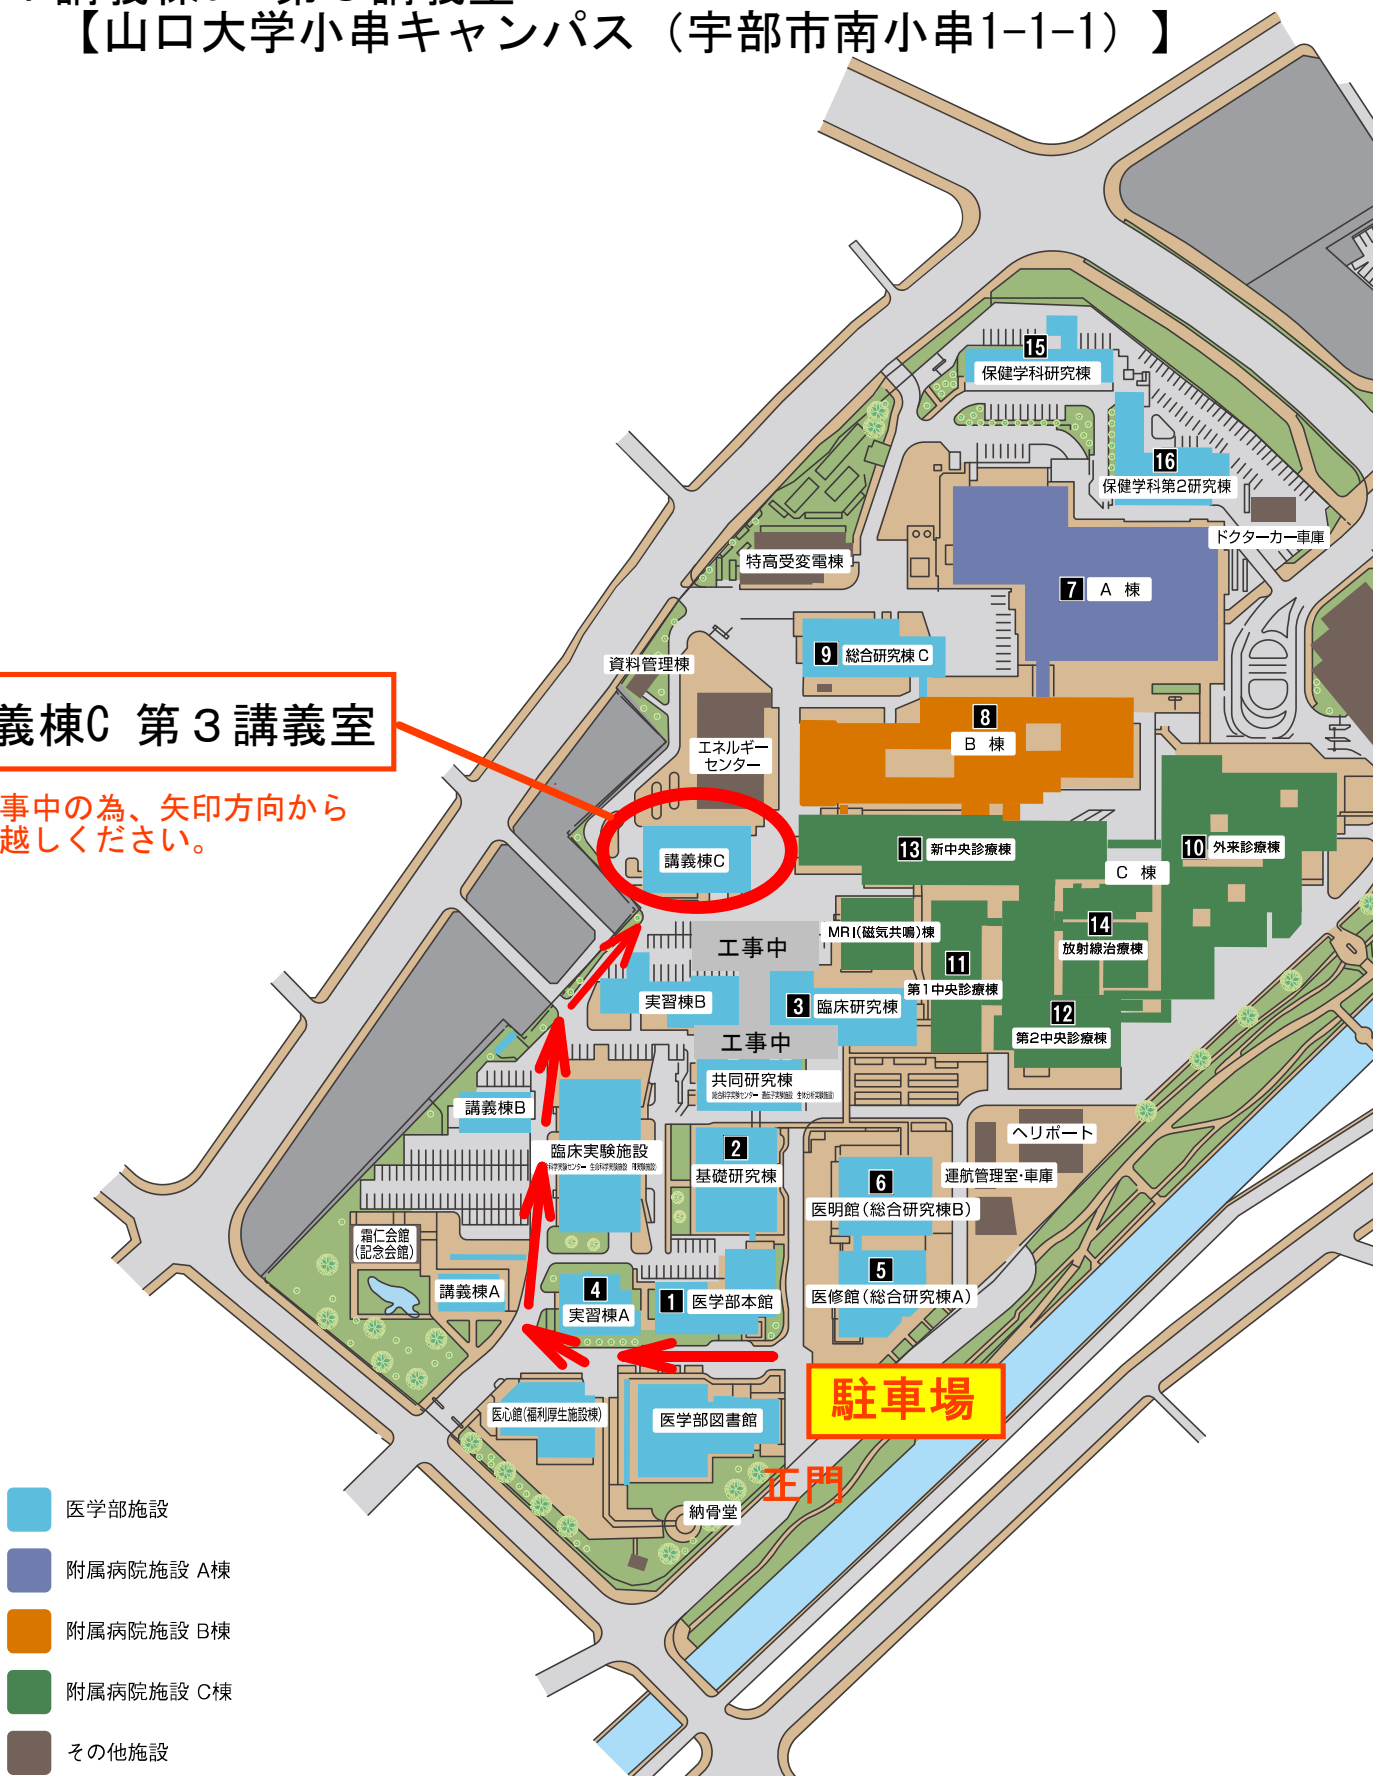 講義棟C 第３講義室
【山口大学小串キャンパス（宇部市南小串1-1-1）】
15
保健学科研究棟
16
保健学科第2研究棟
ドクターカー車庫
特高受変電棟
7 A 棟
9 総合研究棟 C
資料管理棟
8
B 棟
義棟C 第３講義室
エネルギー
センター
事中の為、矢印方向から
越しください。
講義棟C
13 新中央診療棟
10 外来診療棟
C 棟
工事中
MRI(磁気共鳴)棟
14
放射線治療棟
11
第1中央診療棟
実習棟B
3 臨床研究棟
12
第2中央診療棟
工事中
共同研究棟
講義棟B
ヘリポート
臨床実験施設
2
基礎研究棟
運航管理室・車庫
6
医明館(総合研究棟B)
霜仁会館
(記念会館)
5
医修館(総合研究棟A)
講義棟A
4
実習棟A
1 医学部本館
駐車場
医心館(福利厚生施設棟)
医学部図書館
正門
納骨堂
医学部施設
附属病院施設 A棟
附属病院施設 B棟
附属病院施設 C棟
その他施設